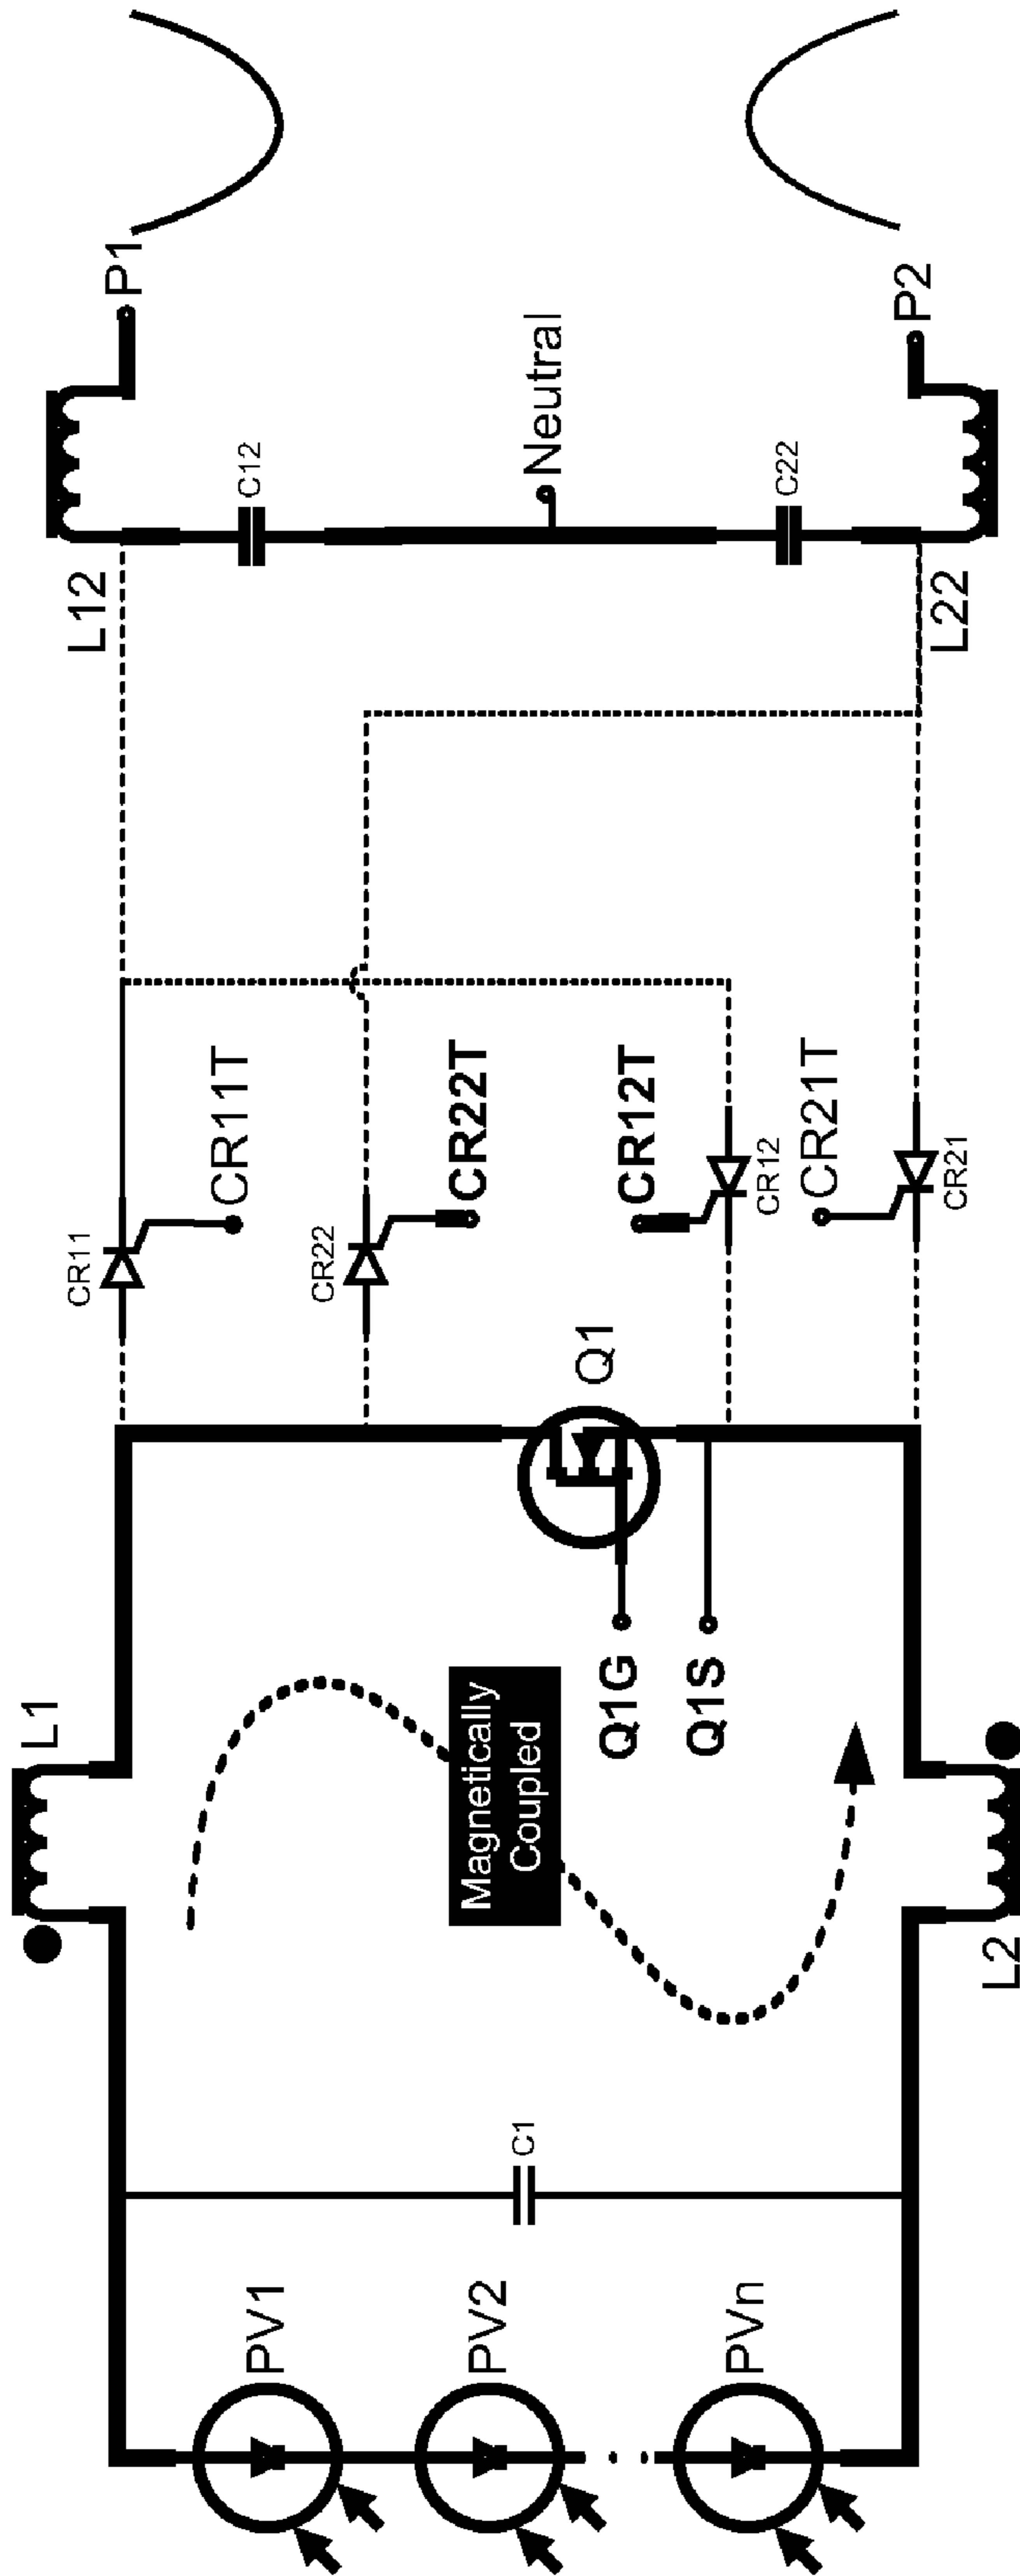 PV1
PV2
PVn
C1
L1
L2
Magnetically
Coupled
Q1G
Q1S
Q1
CR11
CR11T
CR22
CR22T
CR12T
CR12
CR21T
CR21
L12
L22
C12
C22
Neutral
P1
P2